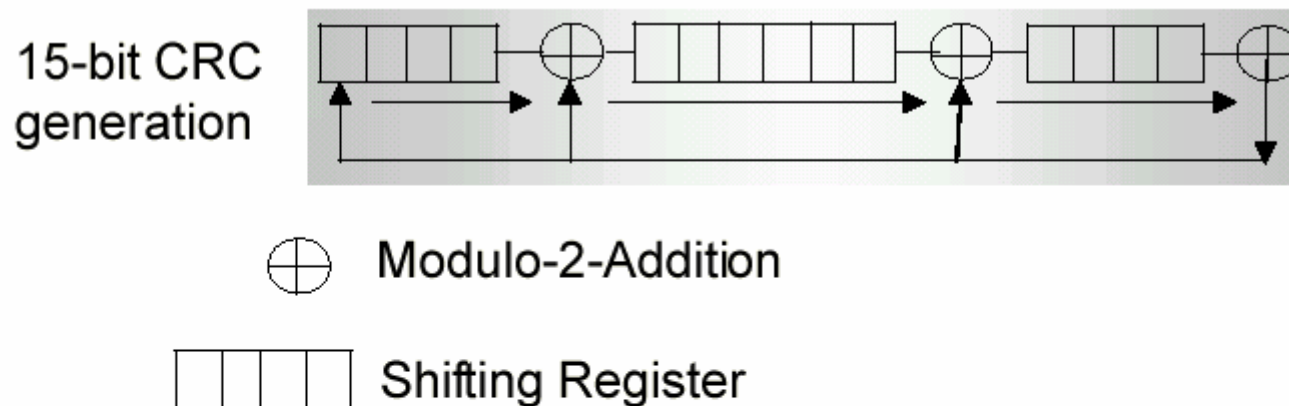 15-bit CRC
generation
Modulo-2-Addition
Shifting Register